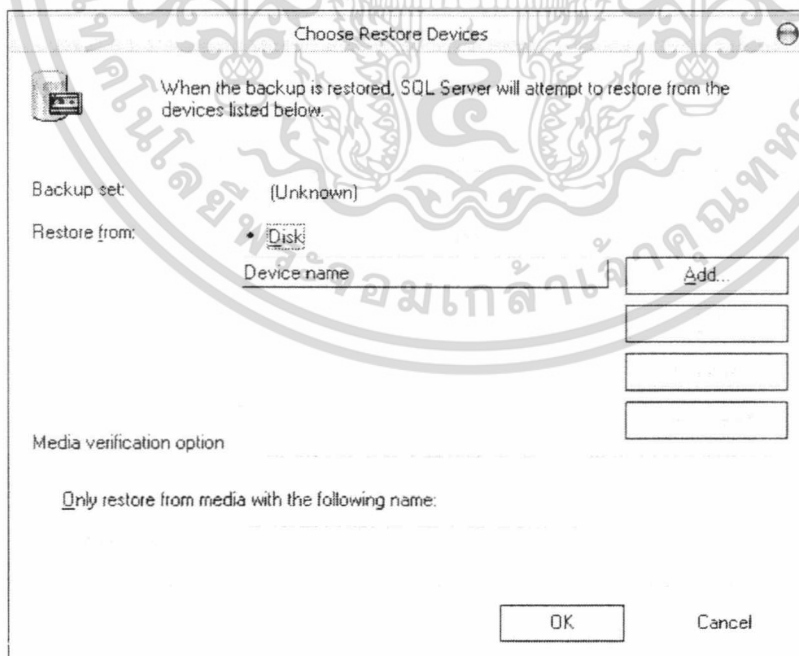 Choose Restore Devices
When the backup is restored, SQL Server will attempt to restore from the
devices listed below.
Backup set:
(Unknown)
Restore from:
Disk
Device name
Add...
Media verification option
Only restore from media with the following name:
OK
Cancel